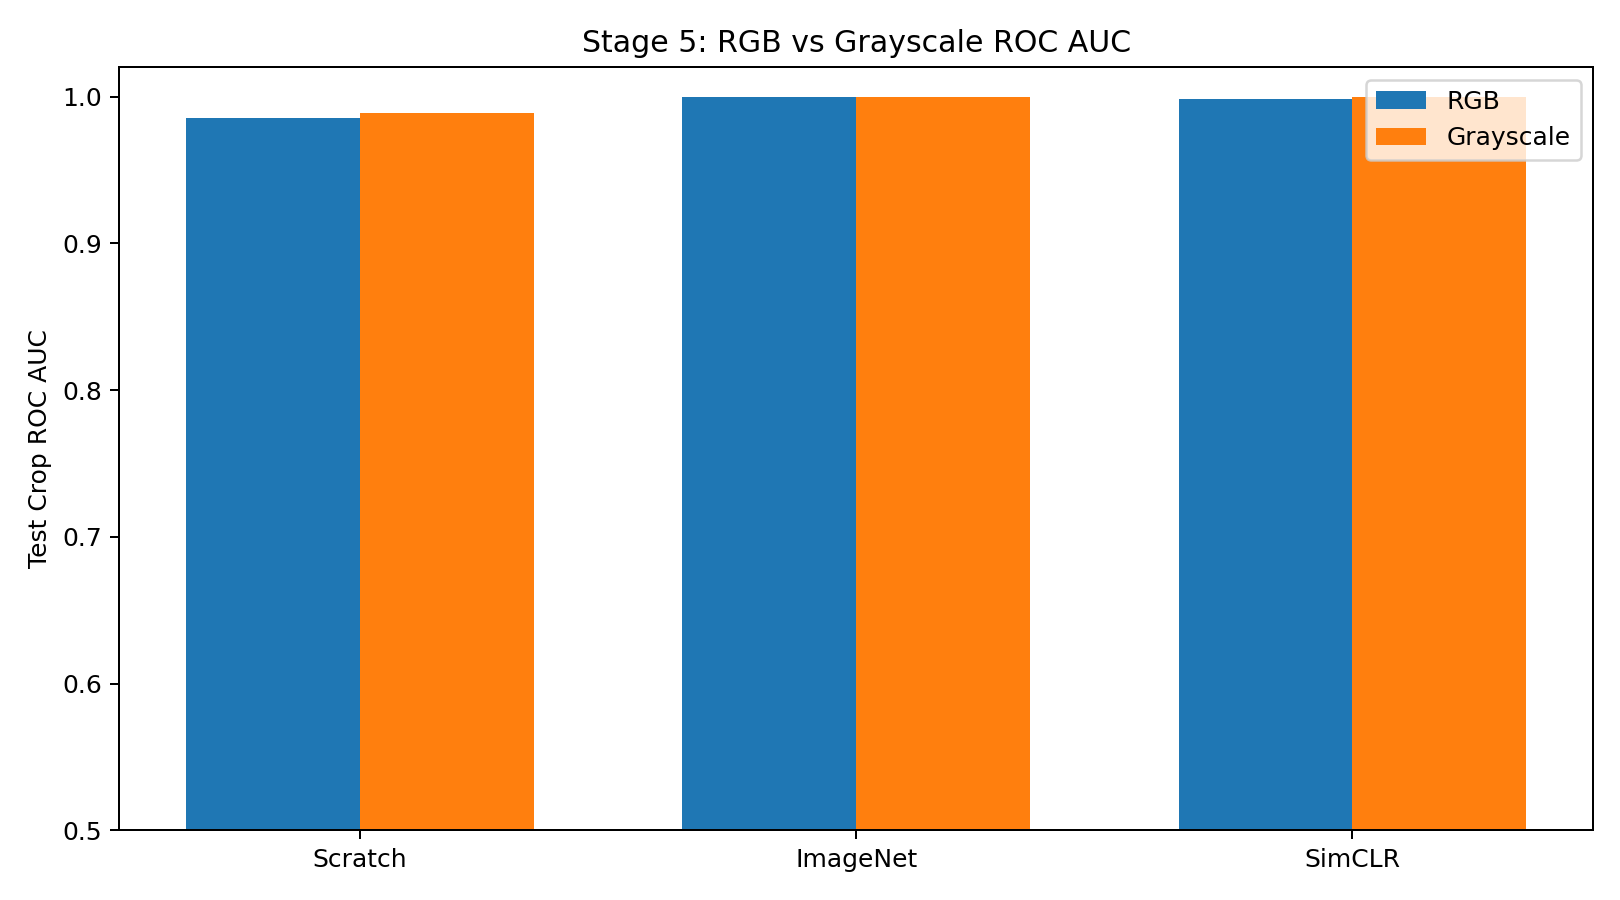 Stage 5: RGB vs Grayscale ROC AUC
RGB
Grayscale
Test Crop ROC AUC
1.0
0.9
0.8
0.7
0.6
0.5
Scratch
ImageNet
SimCLR